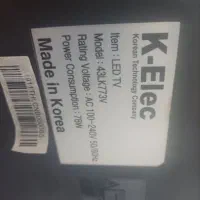 K-Elec
Korean Technology Company
Item : LED TV
Model : 43LK773V
Rating Voltage : AC 100~240V 50/60Hz
Power Consumption : 78W
Made in Korea